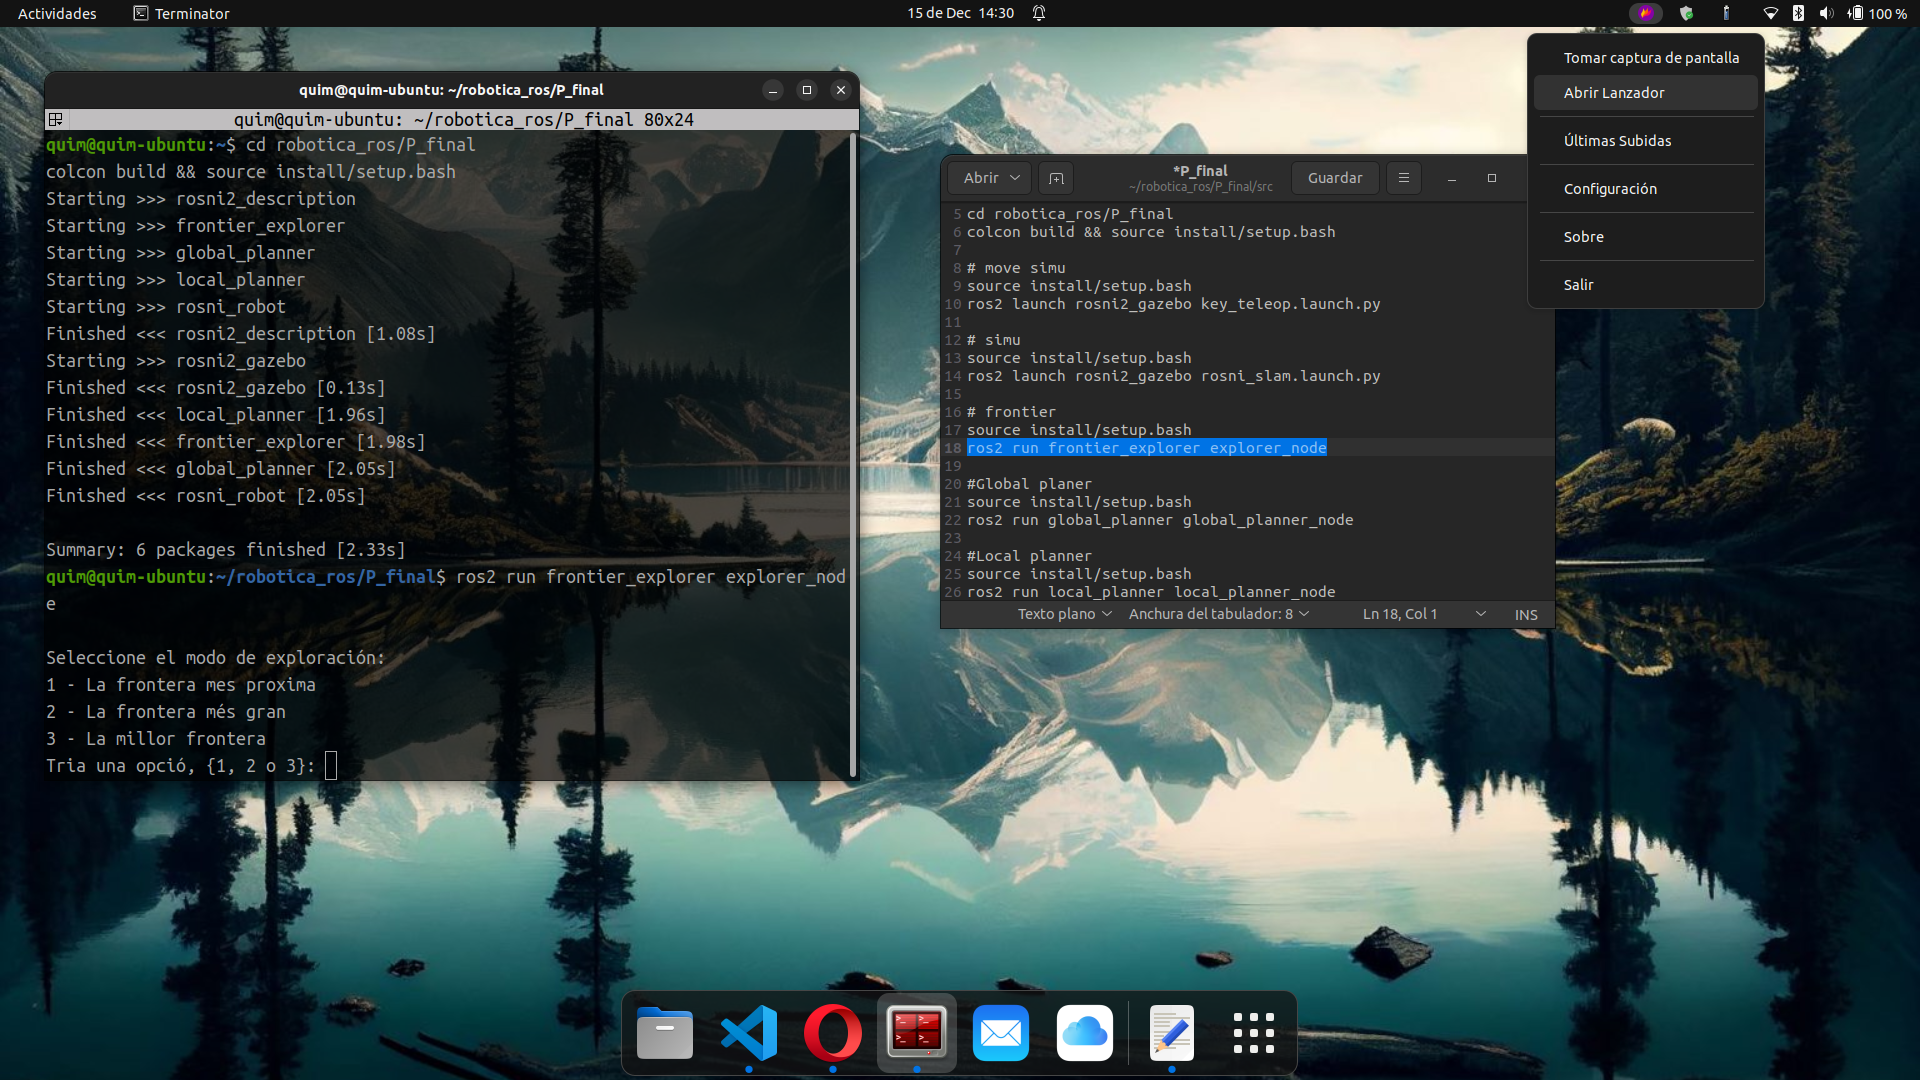 Actividades
Terminator
15 de Dec 14:30
100 %
quim@quim-ubuntu: ~/robotica_ros/P_final
quim@quim-ubuntu: ~/robotica_ros/P_final 80x24
quim@quim-ubuntu:~$ cd robotica_ros/P_final
colcon build && source install/setup.bash
Starting >>> rosni2_description
Starting >>> frontier_explorer
Starting >>> global_planner
Starting >>> local_planner
Starting >>> rosni_robot
Finished <<< rosni2_description [1.08s]
Starting >>> rosni2_gazebo
Finished <<< rosni2_gazebo [0.13s]
Finished <<< local_planner [1.96s]
Finished <<< frontier_explorer [1.98s]
Finished <<< global_planner [2.05s]
Finished <<< rosni_robot [2.05s]
Summary: 6 packages finished [2.33s]
quim@quim-ubuntu:~/robotica_ros/P_final$ ros2 run frontier_explorer explorer_nod
e
Seleccione el modo de exploración:
1 - La frontera mes proxima
2 - La frontera més gran
3 - La millor frontera
Tria una opció, {1, 2 o 3}:
Abrir
*P_final
~/robotica_ros/P_final/src
Guardar
5 cd robotica_ros/P_final
6 colcon build && source install/setup.bash
7
8 # move simu
9 source install/setup.bash
10 ros2 launch rosni2_gazebo key_teleop.launch.py
11
12 # simu
13 source install/setup.bash
14 ros2 launch rosni2_gazebo rosni_slam.launch.py
15
16 # frontier
17 source install/setup.bash
18 ros2 run frontier_explorer explorer_node
19
20 #Global planer
21 source install/setup.bash
22 ros2 run global_planner global_planner_node
23
24 #Local planner
25 source install/setup.bash
26 ros2 run local_planner local_planner_node
Texto plano
Anchura del tabulador: 8
Ln 18, Col 1
INS
Tomar captura de pantalla
Abrir Lanzador
Últimas Subidas
Configuración
Sobre
Salir